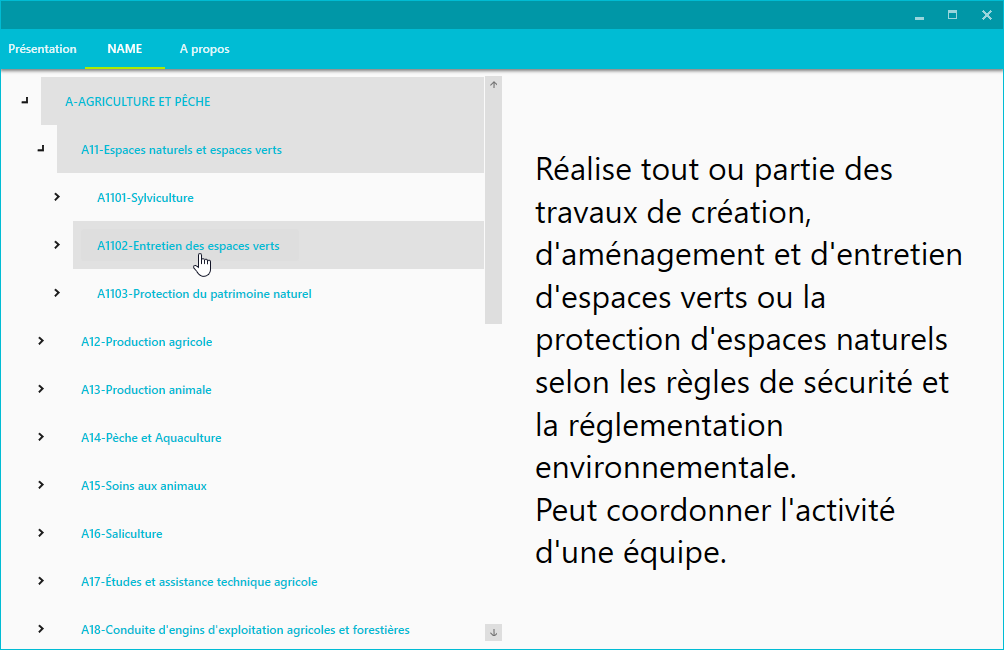 Présentation NAME A propos
A-AGRICULTURE ET PÊCHE
A11-Espaces naturels et espaces verts
A1101-Sylviculture
A1102-Entretien des espaces verts
A1103-Protection du patrimoine naturel
A12-Production agricole
A13-Production animale
A14-Pèche et Aquaculture
A15-Soins aux animaux
A16-Saliculture
A17-Études et assistance technique agricole
A18-Conduite d'engins d'exploitation agricoles et forestières
Réalise tout ou partie des
travaux de création,
d'aménagement et d'entretien
d'espaces verts ou la
protection d'espaces naturels
selon les règles de sécurité et
la réglementation
environnementale.
Peut coordonner l'activité
d'une équipe.